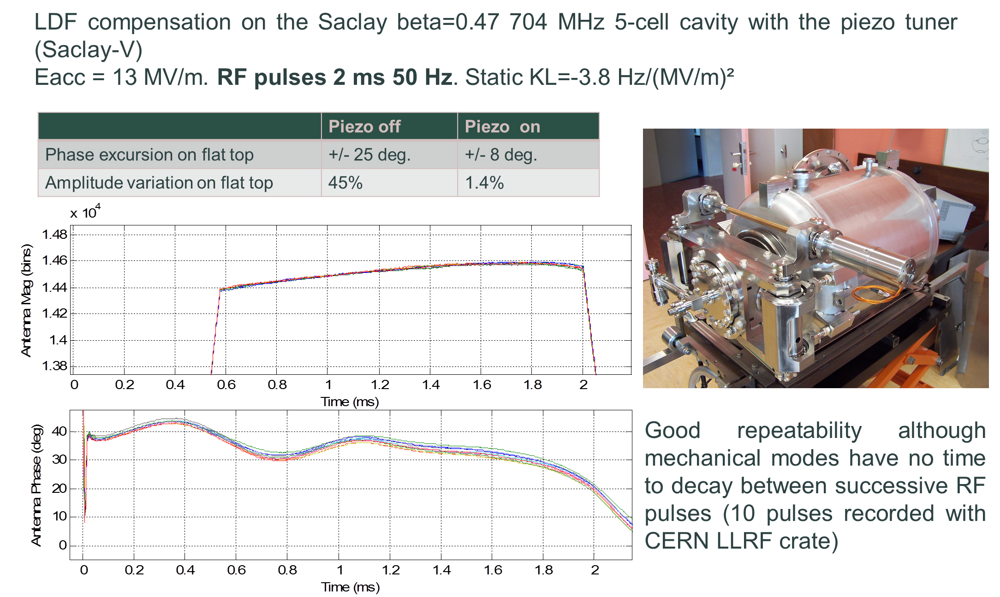 LDF compensation on the Saclay beta=0.47 704 MHz 5-cell cavity with the piezo tuner
(Saclay-V)
Eacc = 13 MV/m. RF pulses 2 ms 50 Hz. Static KL=-3.8 Hz/(MV/m)²
Piezo off Piezo on
Phase excursion on flat top +/- 25 deg. +/- 8 deg.
Amplitude variation on flat top 45% 1.4%
x 10⁴
Antenna Mag (bins)
1.48
1.46
1.44
1.42
1.4
1.38
0 0.2 0.4 0.6 0.8 1 1.2 1.4 1.6 1.8 2
Time (ms)
Antenna Phase (deg)
40
30
20
10
0
0 0.2 0.4 0.6 0.8 1 1.2 1.4 1.6 1.8 2
Time (ms)
Good repeatability although
mechanical modes have no time
to decay between successive RF
pulses (10 pulses recorded with
CERN LLRF crate)